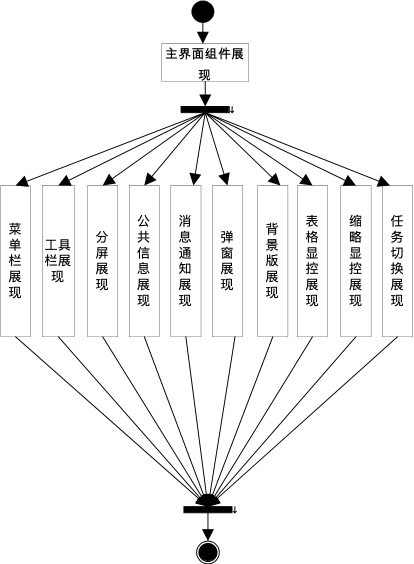 主界面组件展
现
菜
单
栏
展
现
工具
栏展
现
分
屏
展
现
公
共
信
息
展
现
消
息
通
知
展
现
弹
窗
展
现
背
景
版
展
现
表
格
显
控
展
现
缩
略
显
控
展
现
任
务
切
换
展
现